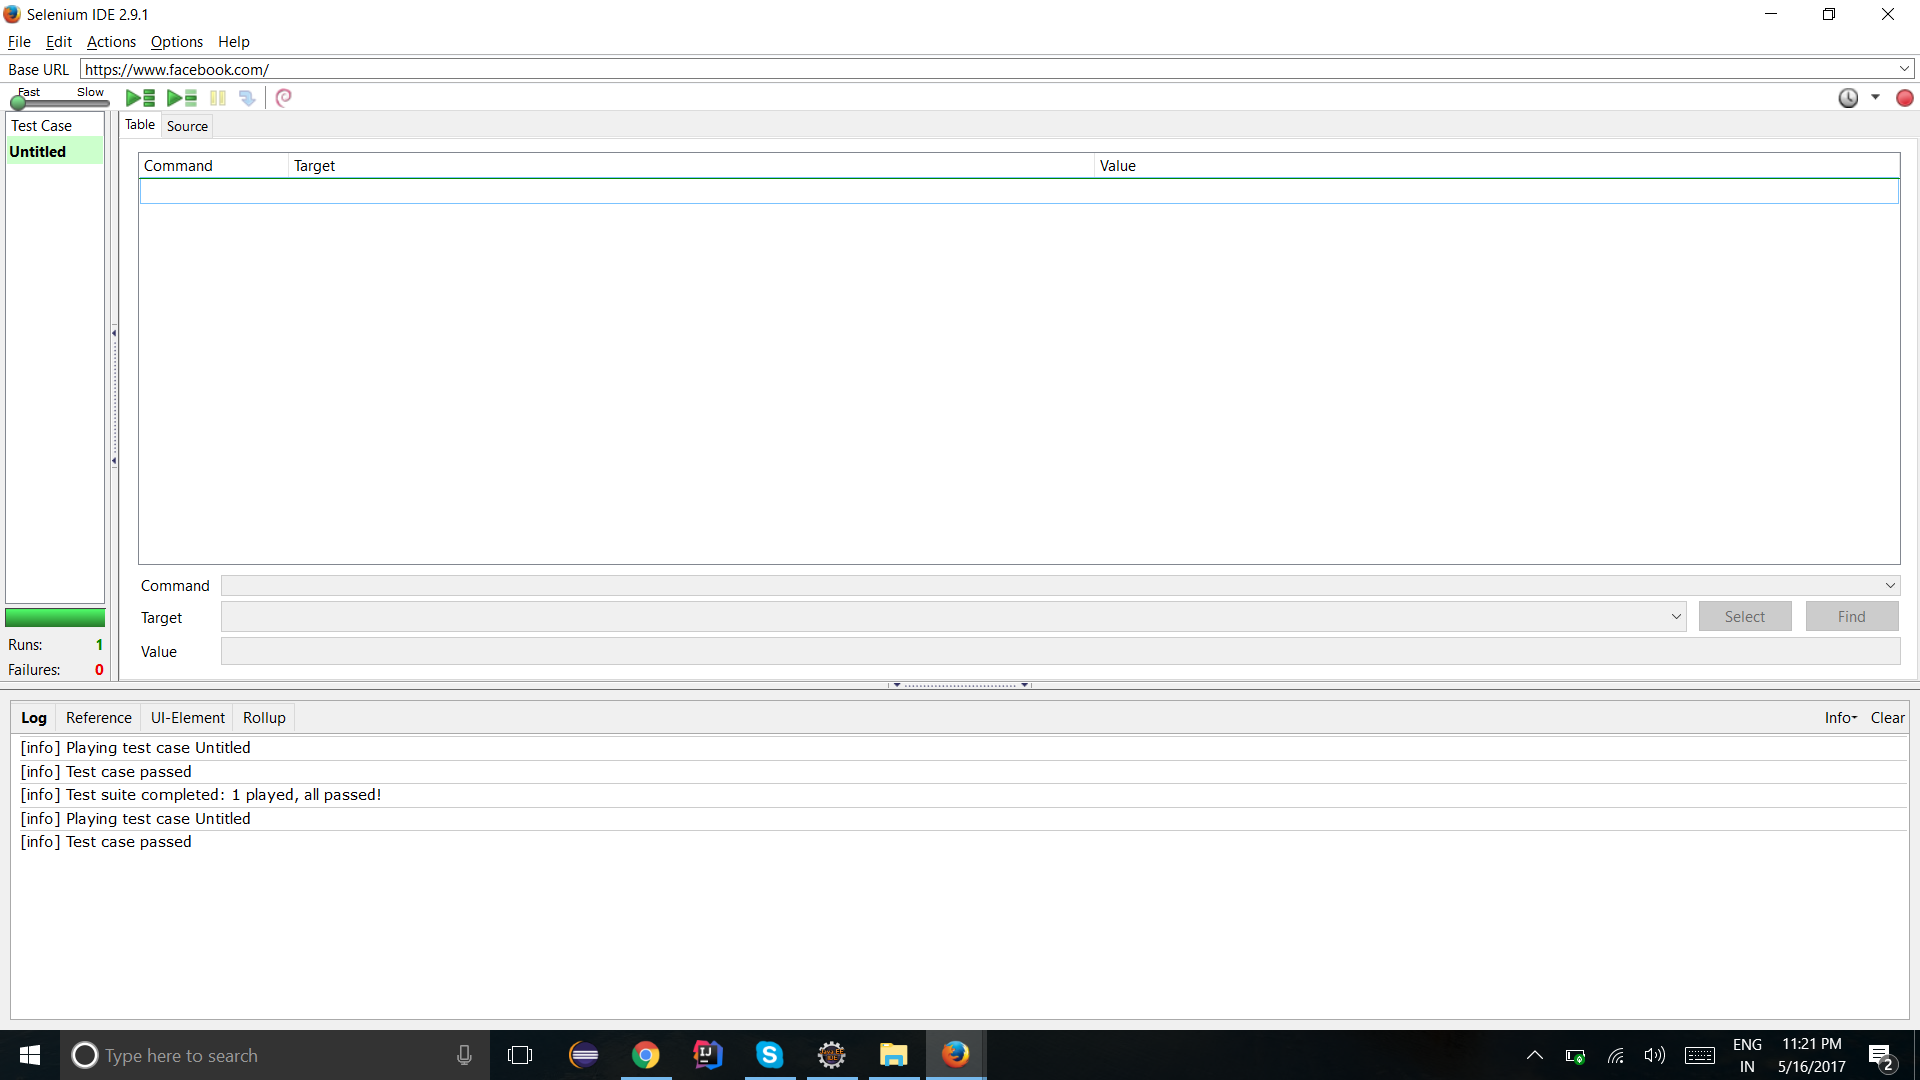 Selenium IDE 2.9.1
File Edit Actions Options Help
Base URL https://www.facebook.com/
Fast Slow
Test Case
Untitled
Table Source
Command Target Value
Command
Target Select Find
Value
Runs: 1
Failures: 0
Log Reference UI-Element Rollup Info Clear
[info] Playing test case Untitled
[info] Test case passed
[info] Test suite completed: 1 played, all passed!
[info] Playing test case Untitled
[info] Test case passed
Type here to search
IJ
S
IDE
ENG
IN
11:21 PM
5/16/2017
2